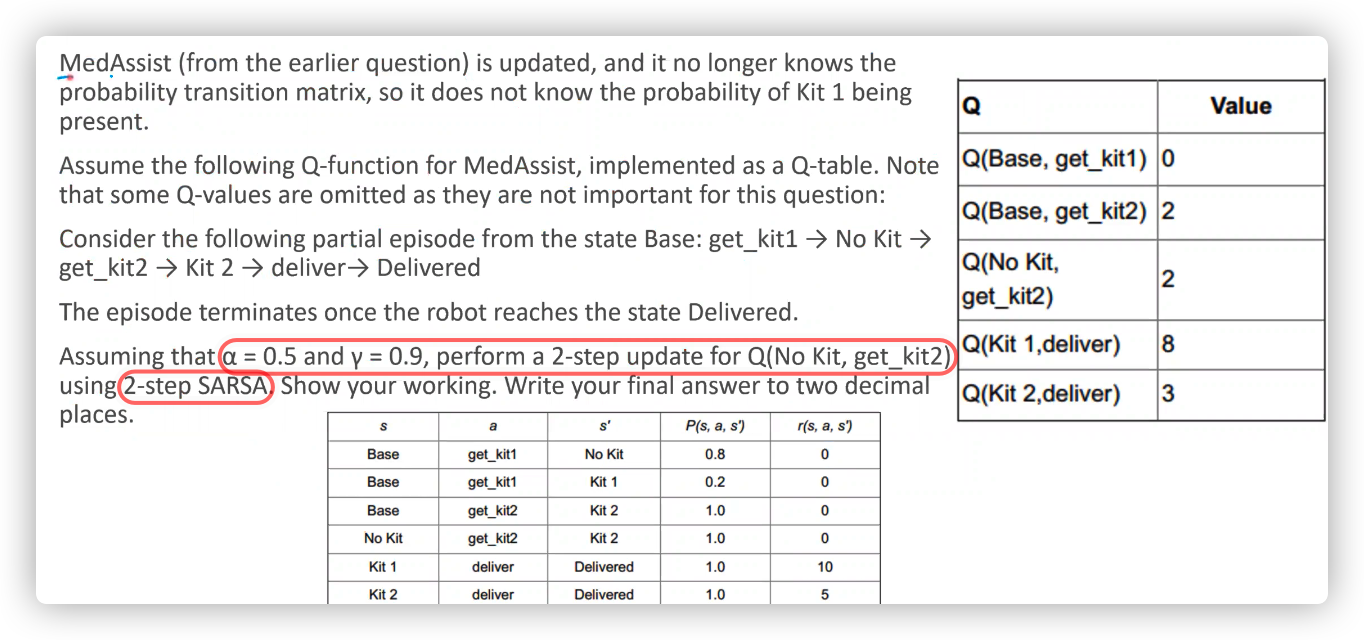 MedAssist (from the earlier question) is updated, and it no longer knows the
probability transition matrix, so it does not know the probability of Kit 1 being
present.
Assume the following Q-function for MedAssist, implemented as a Q-table. Note
that some Q-values are omitted as they are not important for this question:
Consider the following partial episode from the state Base: get_kit1 → No Kit →
get_kit2 → Kit 2 → deliver→ Delivered
The episode terminates once the robot reaches the state Delivered.
Assuming that α = 0.5 and γ = 0.9, perform a 2-step update for Q(No Kit, get_kit2)
using 2-step SARSA. Show your working. Write your final answer to two decimal
places.
Q Value
Q(Base, get_kit1) 0
Q(Base, get_kit2) 2
Q(No Kit,
get_kit2) 2
Q(Kit 1,deliver) 8
Q(Kit 2,deliver) 3
s a s' P(s, a, s') r(s, a, s')
Base get_kit1 No Kit 0.8 0
Base get_kit1 Kit 1 0.2 0
Base get_kit2 Kit 2 1.0 0
No Kit get_kit2 Kit 2 1.0 0
Kit 1 deliver Delivered 1.0 10
Kit 2 deliver Delivered 1.0 5